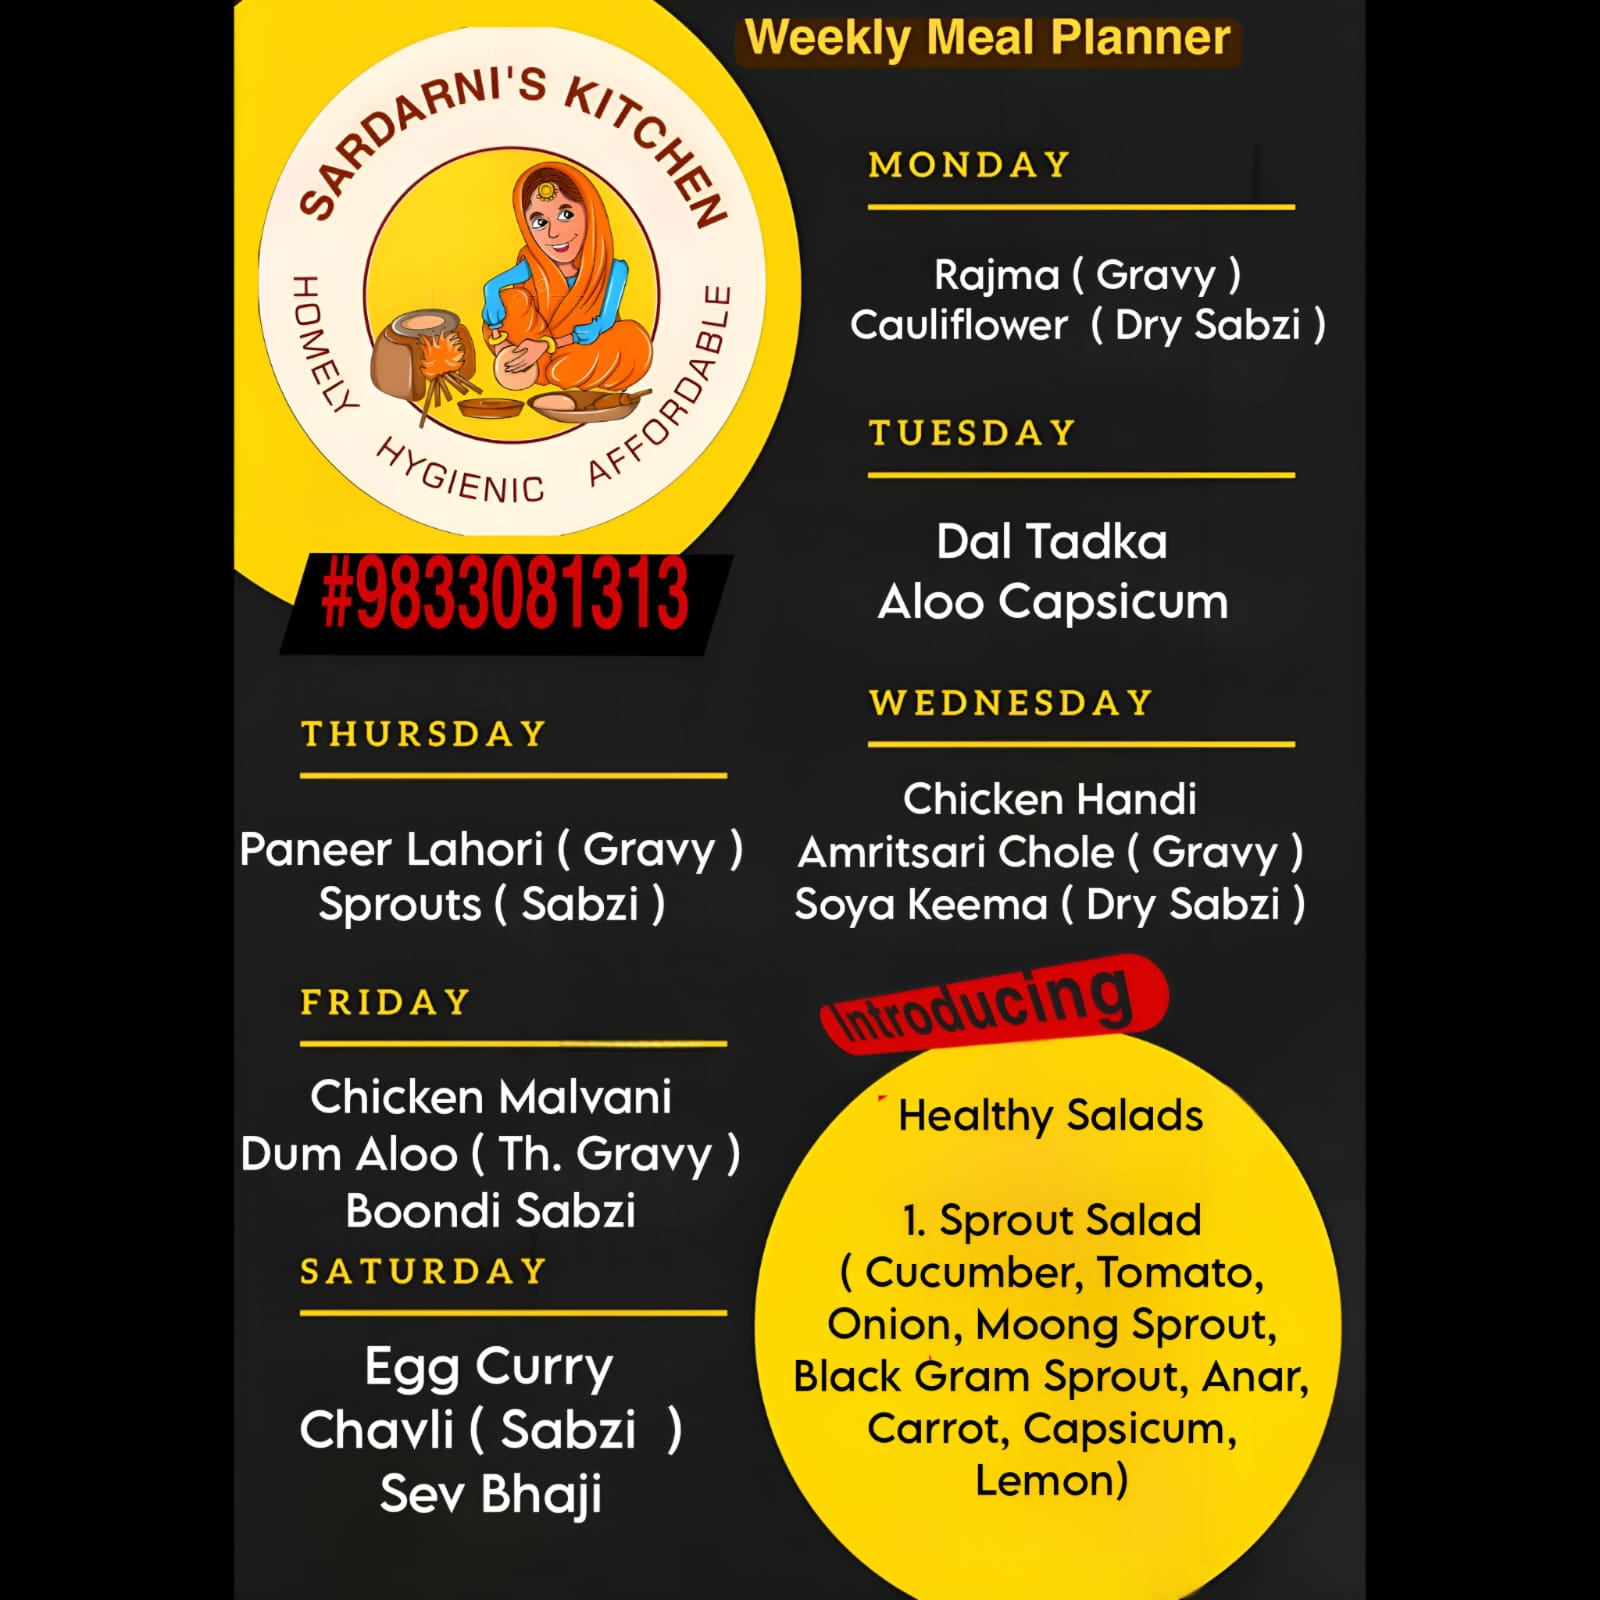 Weekly Meal Planner
SARDARNI'S KITCHEN
HOMELY HYGIENIC AFFORDABLE
#9833081313
MONDAY
Rajma ( Gravy )
Cauliflower ( Dry Sabzi )
TUESDAY
Dal Tadka
Aloo Capsicum
WEDNESDAY
Chicken Handi
Amritsari Chole ( Gravy )
Soya Keema ( Dry Sabzi )
THURSDAY
Paneer Lahori ( Gravy )
Sprouts ( Sabzi )
FRIDAY
Chicken Malvani
Dum Aloo ( Th. Gravy )
Boondi Sabzi
SATURDAY
Egg Curry
Chavli ( Sabzi )
Sev Bhaji
Introducing
Healthy Salads
1. Sprout Salad
( Cucumber, Tomato,
Onion, Moong Sprout,
Black Gram Sprout, Anar,
Carrot, Capsicum,
Lemon)